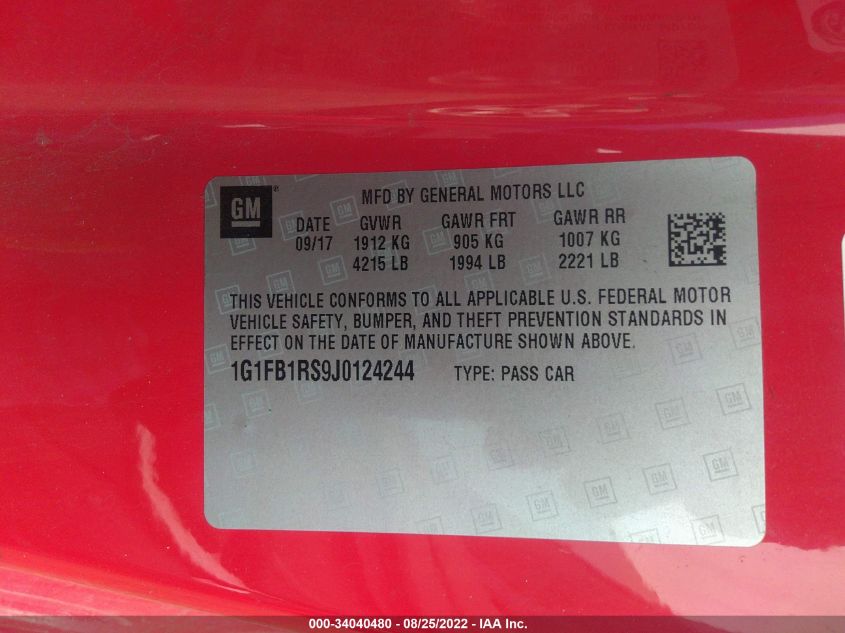 GM
MFD BY GENERAL MOTORS LLC
DATE GVWR GAWR FRT GAWR RR
09/17 1912 KG 905 KG 1007 KG
4215 LB 1994 LB 2221 LB
THIS VEHICLE CONFORMS TO ALL APPLICABLE U.S. FEDERAL MOTOR
VEHICLE SAFETY, BUMPER, AND THEFT PREVENTION STANDARDS IN
EFFECT ON THE DATE OF MANUFACTURE SHOWN ABOVE.
1G1FB1RS9J0124244 TYPE: PASS CAR
000-34040480 - 08/25/2022 - IAA Inc.